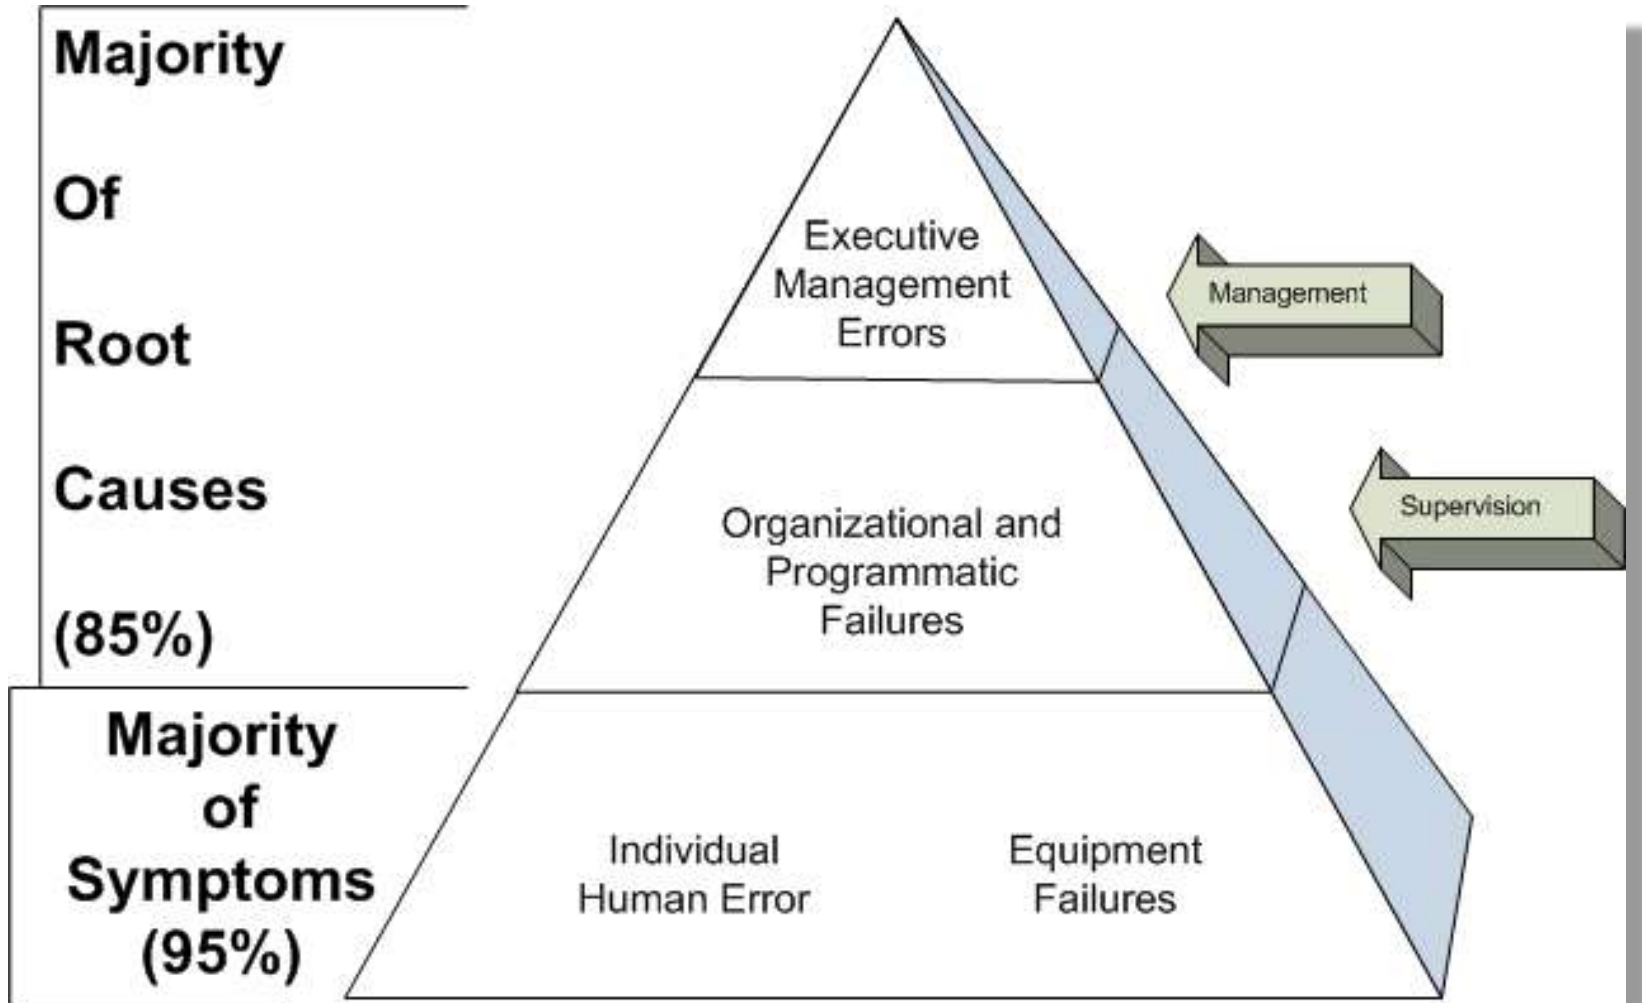 Majority
Of
Root
Causes
(85%)
Majority
of
Symptoms
(95%)
Executive
Management
Errors
Organizational and
Programmatic
Failures
Individual
Human Error
Equipment
Failures
Management
Supervision